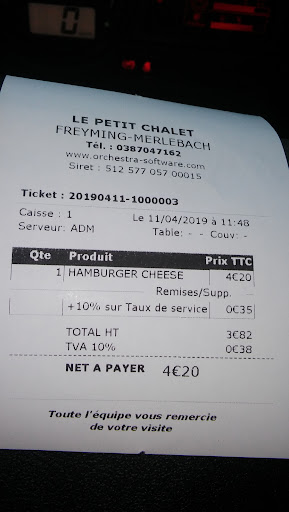 0
LE PETIT CHALET
FREYMING-MERLEBACH
Tél. : 0387047162
www.orchestra-software.com
Siret : 512 577 057 00015
Ticket : 20190411-1000003
Caisse : 1 Le 11/04/2019 à 11:48
Serveur: ADM Table: - - Couv: -
Qte Produit Prix TTC
1 HAMBURGER CHEESE 4€20
Remises/Supp.
+10% sur Taux de service 0€35
TOTAL HT 3€82
TVA 10% 0€38
NET A PAYER 4€20
Toute l'équipe vous remercie
de votre visite